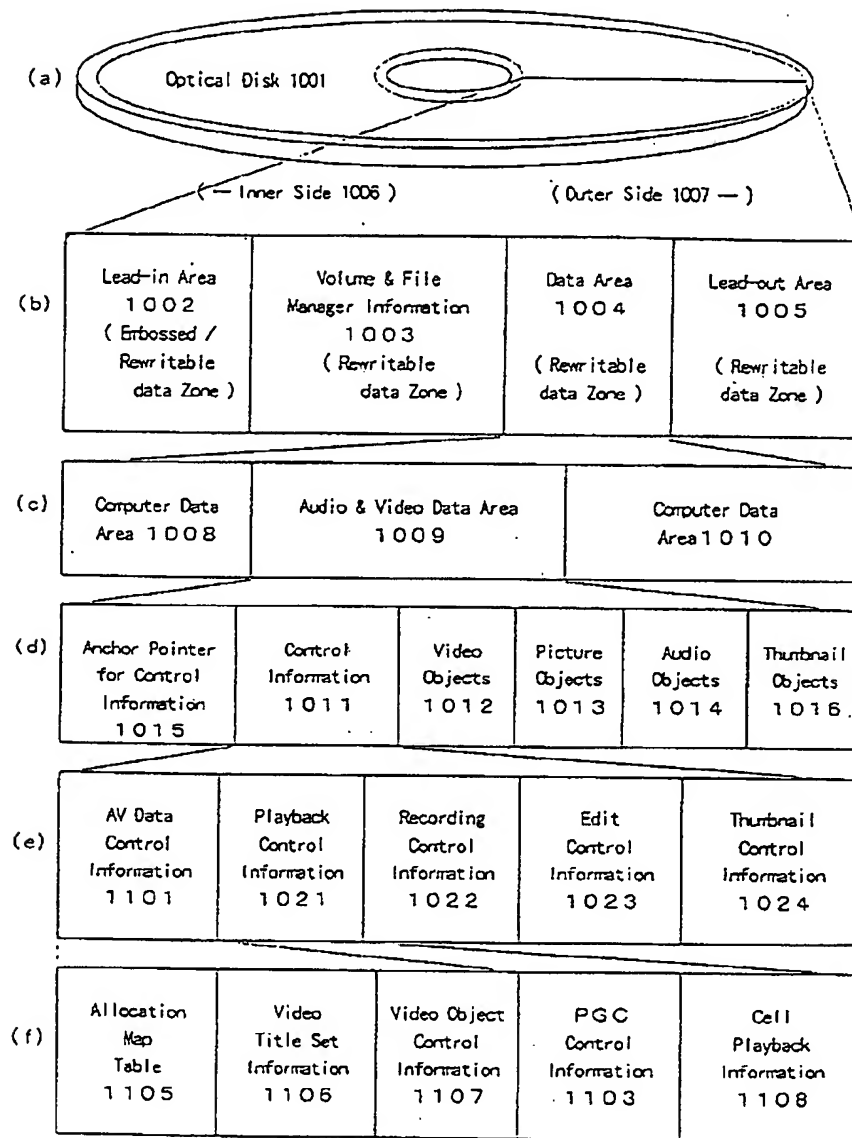 (a)
Optical Disk 1001
(— Inner Side 1006 )
( Outer Side 1007 —)
(b)
Lead-in Area
1002
( Embossed /
Rewritable
data Zone )
Volume & File
Manager Information
1003
( Rewritable
data Zone )
Data Area
1004
( Rewritable
data Zone )
Lead-out Area
1005
( Rewritable
data Zone )
(c)
Computer Data
Area 1008
Audio & Video Data Area
1009
Computer Data
Area 1010
(d)
Anchor Pointer
for Control
Information
1015
Control
Information
1011
Video
Objects
1012
Picture
Objects
1013
Audio
Objects
1014
Thumbnail
Objects
1016
(e)
AV Data
Control
Information
1101
Playback
Control
Information
1021
Recording
Control
Information
1022
Edit
Control
Information
1023
Thumbnail
Control
Information
1024
(f)
Allocation
Map
Table
1105
Video
Title Set
Information
1106
Video Object
Control
Information
1107
PGC
Control
Information
1103
Cell
Playback
Information
1108